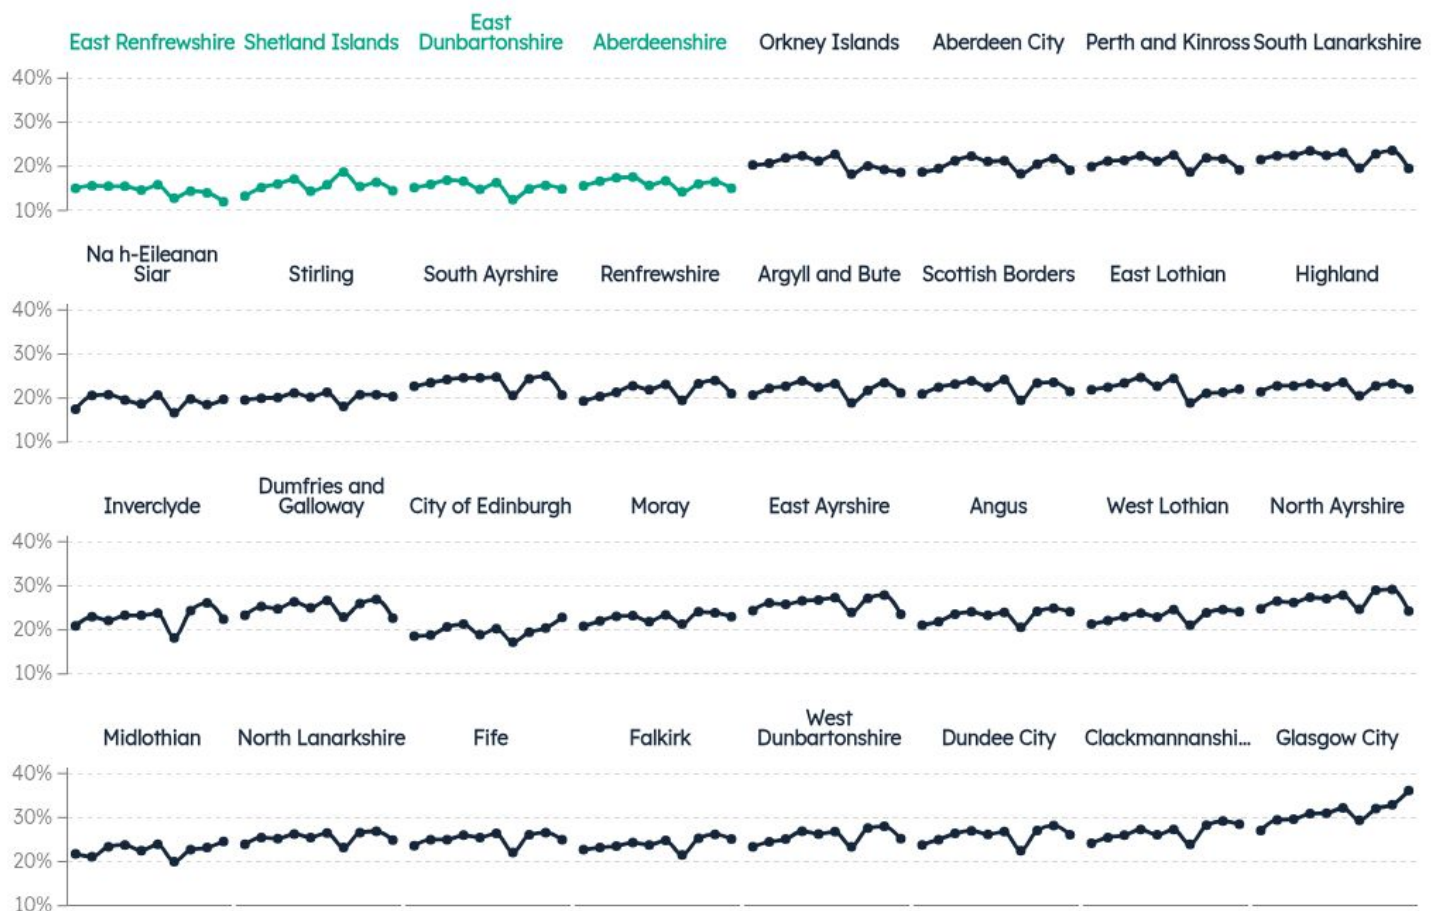 East
East Renfrewshire Shetland Islands Dunbartonshire Aberdeenshire Orkney Islands Aberdeen City Perth and Kinross South Lanarkshire
40%
30%
20%
10%
Na h-Eileanan
Siar Stirling South Ayrshire Renfrewshire Argyll and Bute Scottish Borders East Lothian Highland
40%
30%
20%
10%
Dumfries and
Inverclyde Galloway City of Edinburgh Moray East Ayrshire Angus West Lothian North Ayrshire
40%
30%
20%
10%
West
Midlothian North Lanarkshire Fife Falkirk Dunbartonshire Dundee City Clackmannanshi... Glasgow City
40%
30%
20%
10%